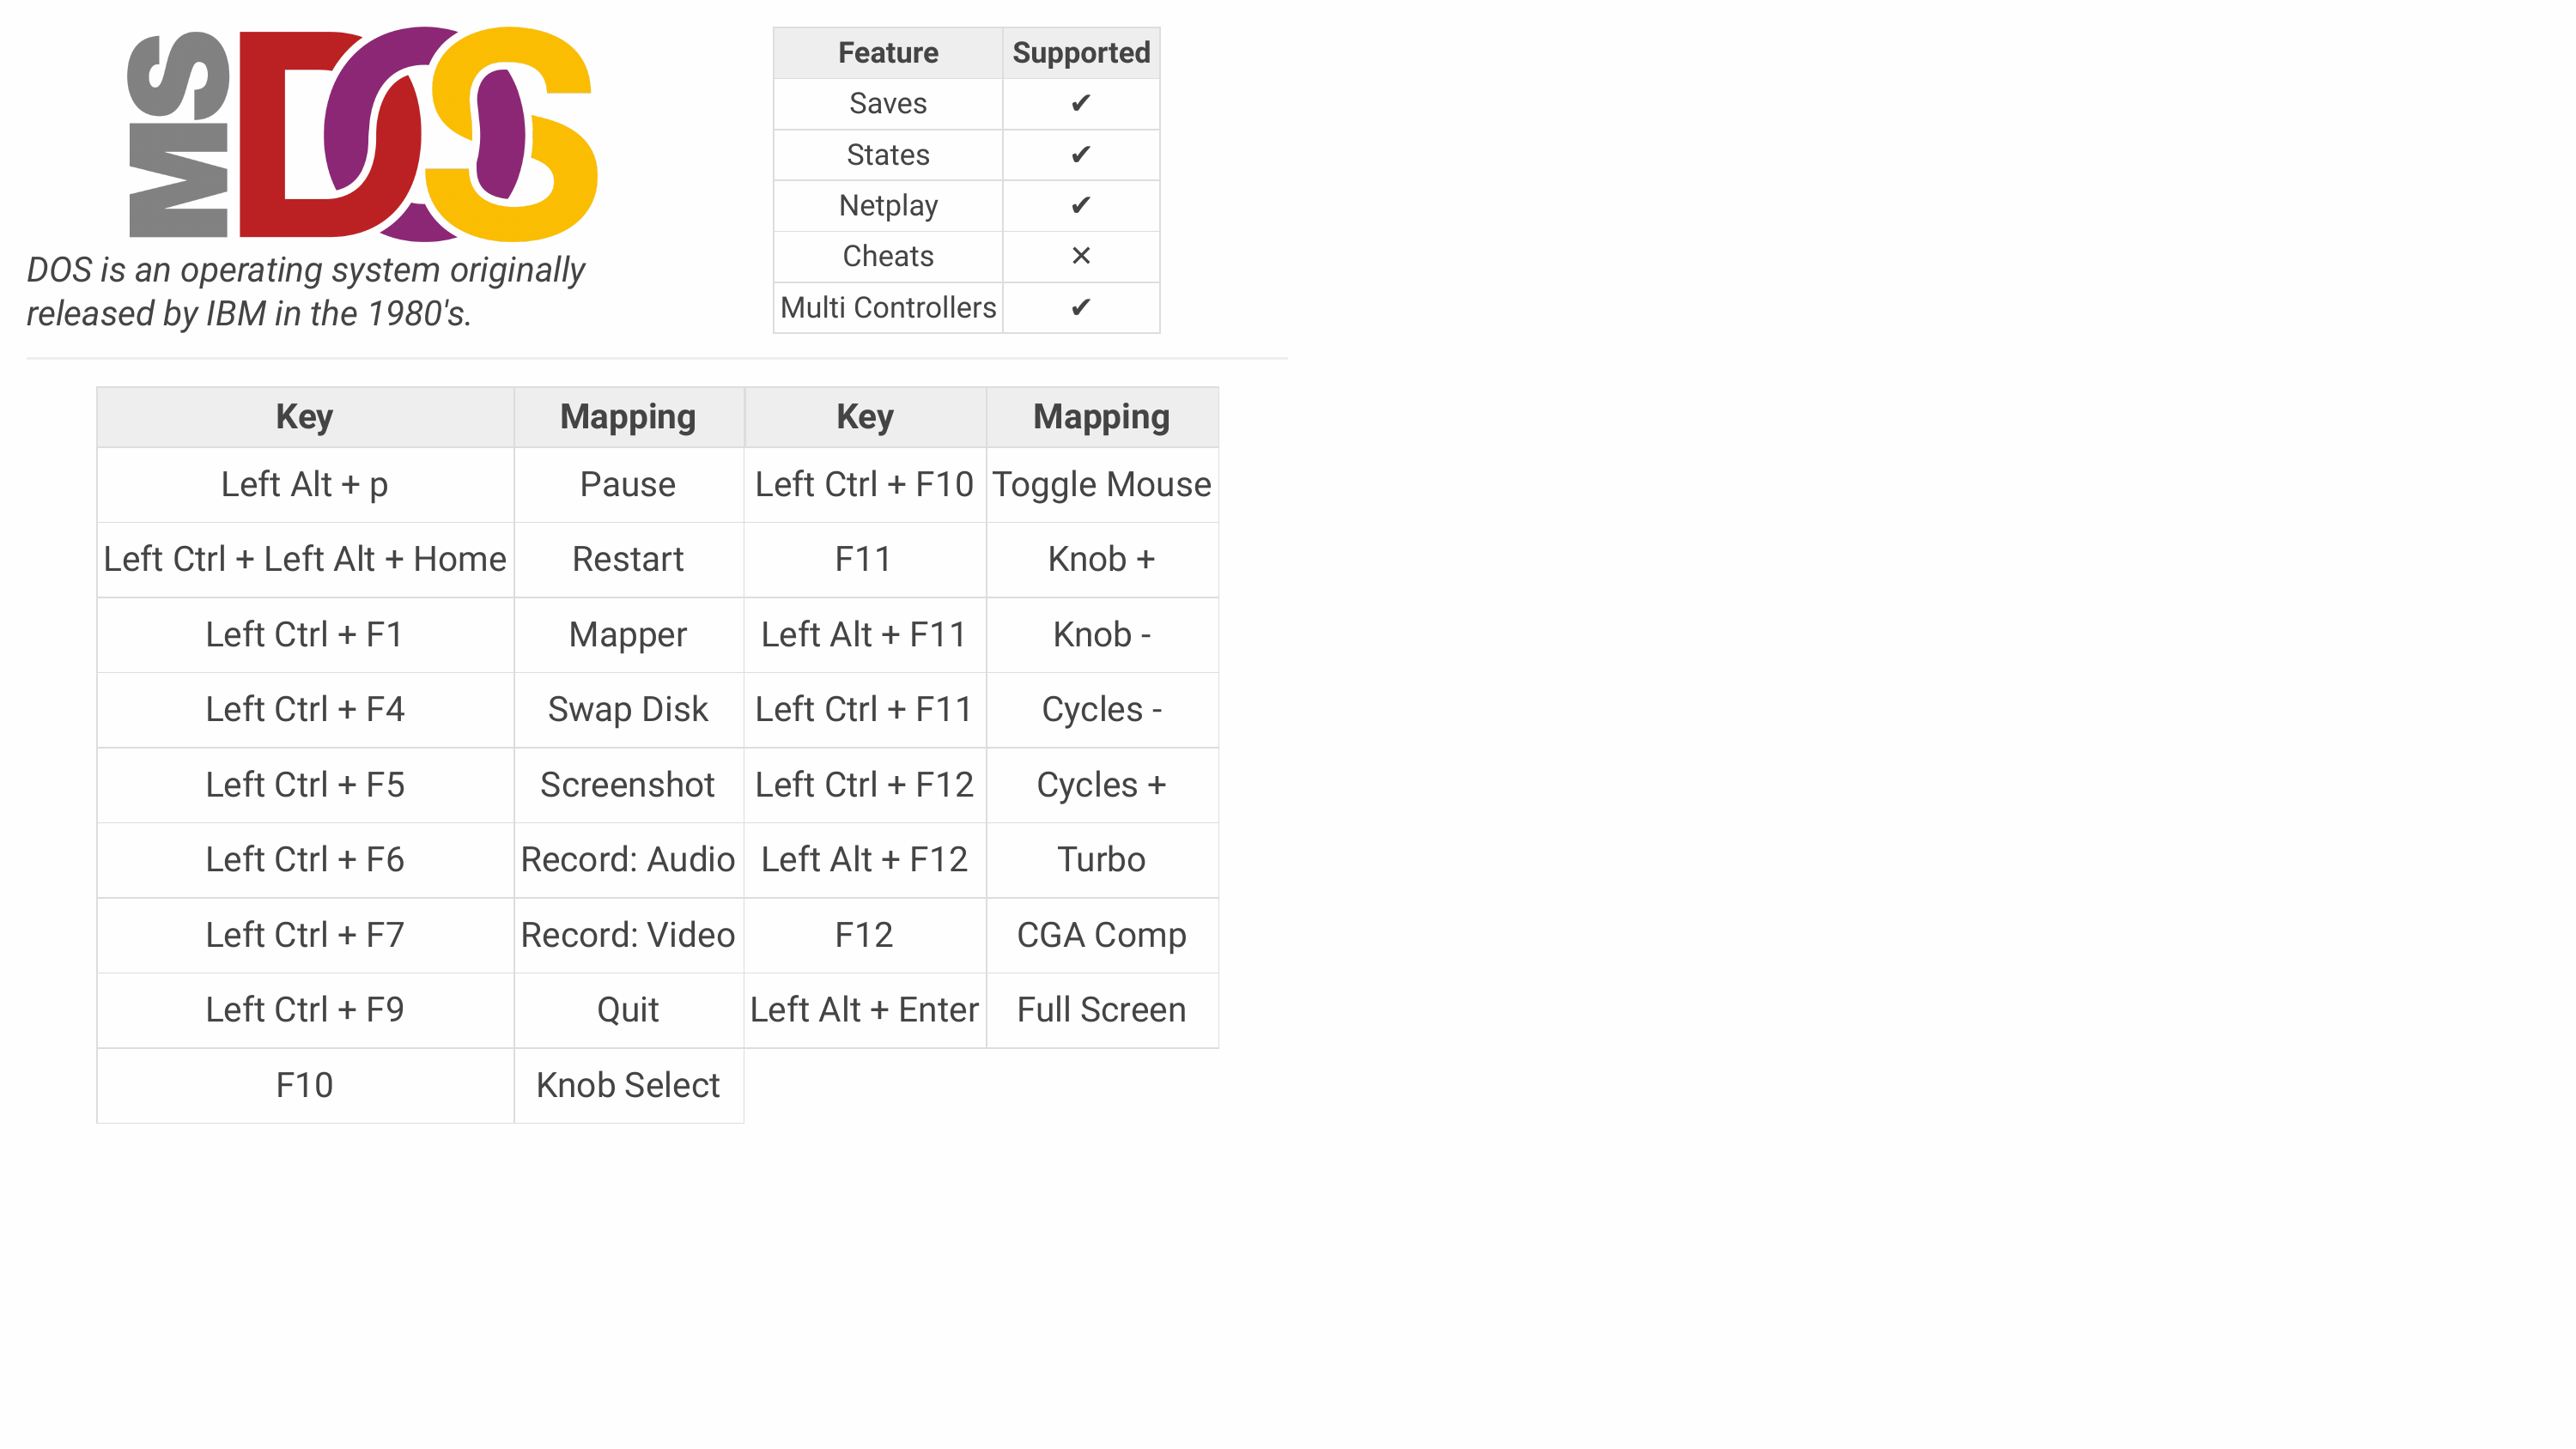 MS DOS
DOS is an operating system originally
released by IBM in the 1980's.
Feature Supported
Saves ✔
States ✔
Netplay ✔
Cheats ✕
Multi Controllers ✔
Key Mapping Key Mapping
Left Alt + p Pause Left Ctrl + F10 Toggle Mouse
Left Ctrl + Left Alt + Home Restart F11 Knob +
Left Ctrl + F1 Mapper Left Alt + F11 Knob -
Left Ctrl + F4 Swap Disk Left Ctrl + F11 Cycles -
Left Ctrl + F5 Screenshot Left Ctrl + F12 Cycles +
Left Ctrl + F6 Record: Audio Left Alt + F12 Turbo
Left Ctrl + F7 Record: Video F12 CGA Comp
Left Ctrl + F9 Quit Left Alt + Enter Full Screen
F10 Knob Select